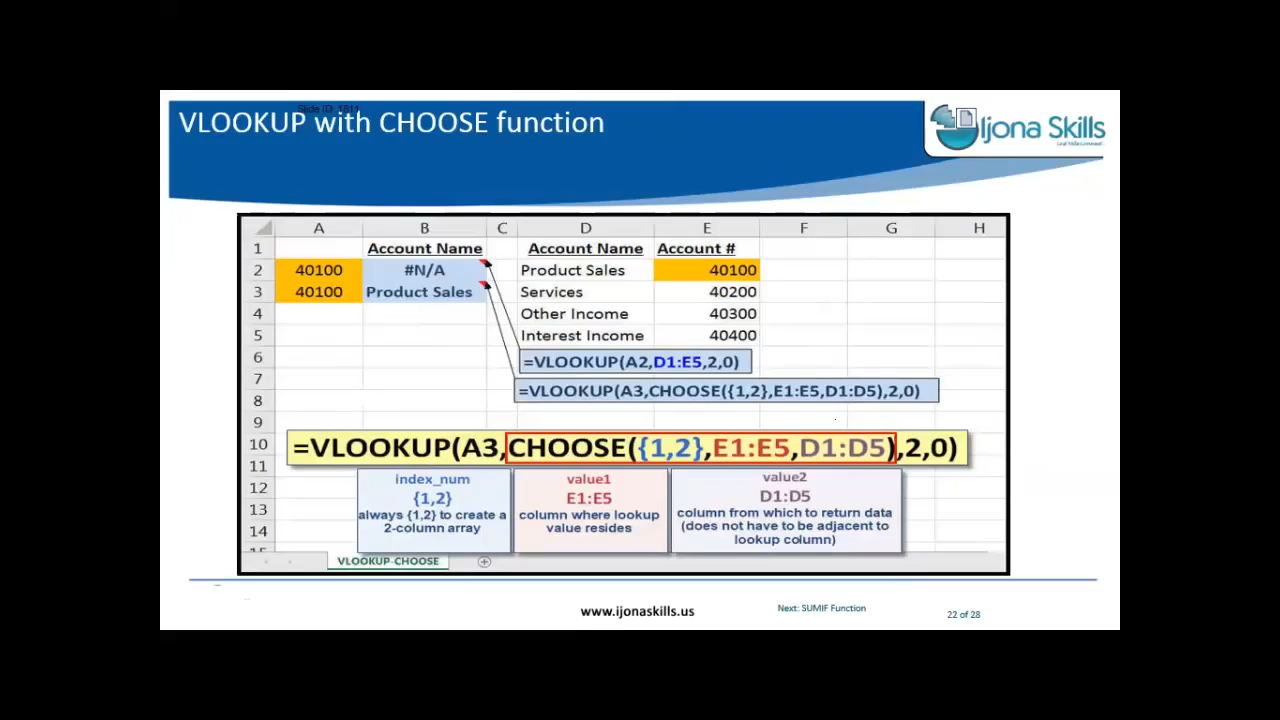 Slide ID: 1811
VLOOKUP with CHOOSE function
Ijona Skills
A B C D E F G H
1 Account Name Account Name Account #
2 40100 #N/A Product Sales 40100
3 40100 Product Sales Services 40200
4 Other Income 40300
5 Interest Income 40400
6 =VLOOKUP(A2,D1:E5,2,0)
7
8 =VLOOKUP(A3,CHOOSE({1,2},E1:E5,D1:D5),2,0)
9
10 =VLOOKUP(A3,CHOOSE({1,2},E1:E5,D1:D5),2,0)
11
12
13
14
15
index_num
{1,2}
always {1,2} to create a
2-column array
value1
E1:E5
column where lookup
value resides
value2
D1:D5
column from which to return data
(does not have to be adjacent to
lookup column)
VLOOKUP-CHOOSE
www.ijonaskills.us
Next: SUMIF Function
22 of 28